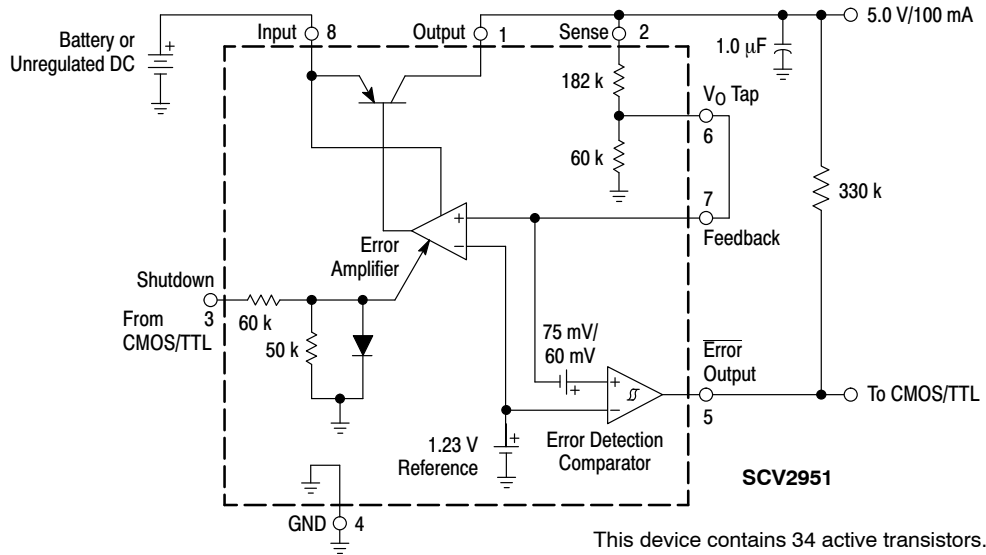 Battery or
Unregulated DC
+
Input 8
Output 1
Sense 2
5.0 V/100 mA
1.0 µF
182 k
VO Tap
6
60 k
330 k
7
Feedback
+
−
Error
Amplifier
Shutdown
3
From
CMOS/TTL
60 k
50 k
75 mV/
60 mV
+
+
−
Error
Output
5
To CMOS/TTL
1.23 V
Reference
+
Error Detection
Comparator
SCV2951
GND 4
This device contains 34 active transistors.